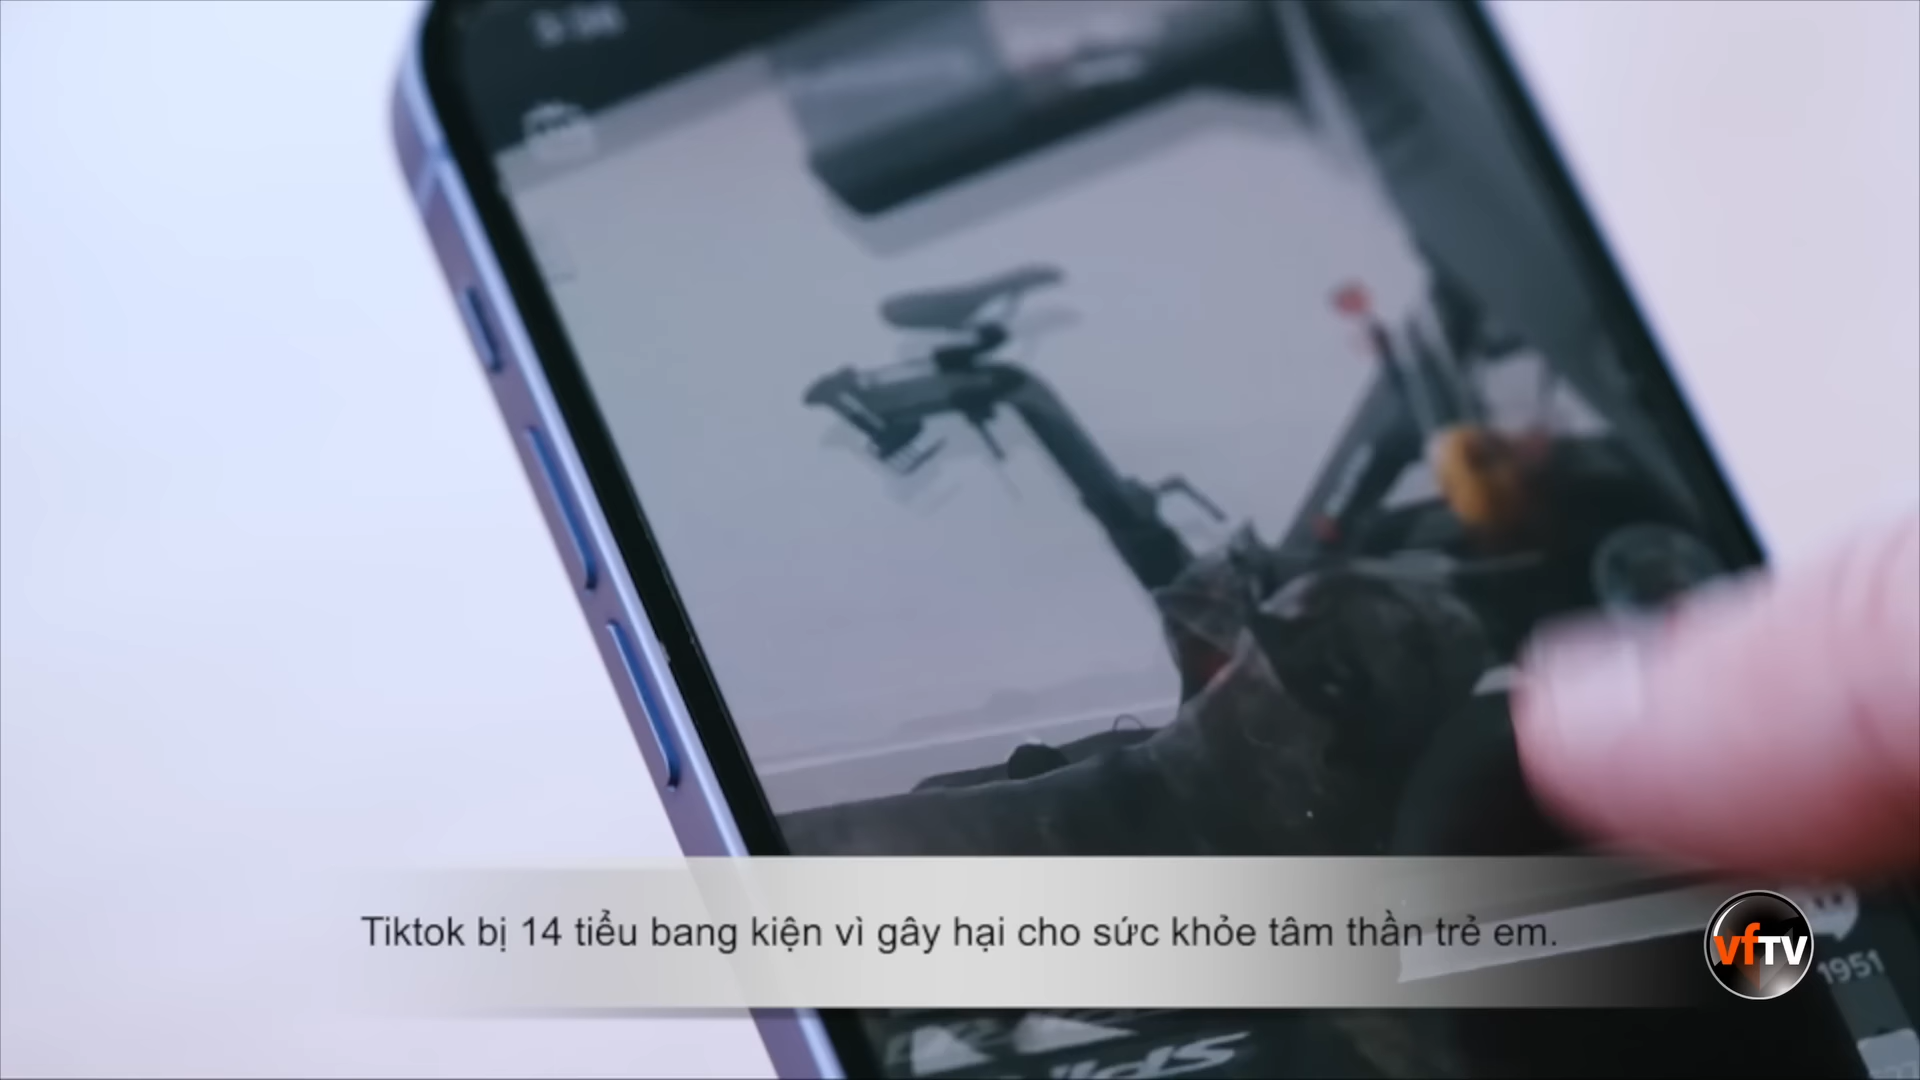 Tiktok bị 14 tiểu bang kiện vì gây hại cho sức khỏe tâm thần trẻ em.
vfTV
1951